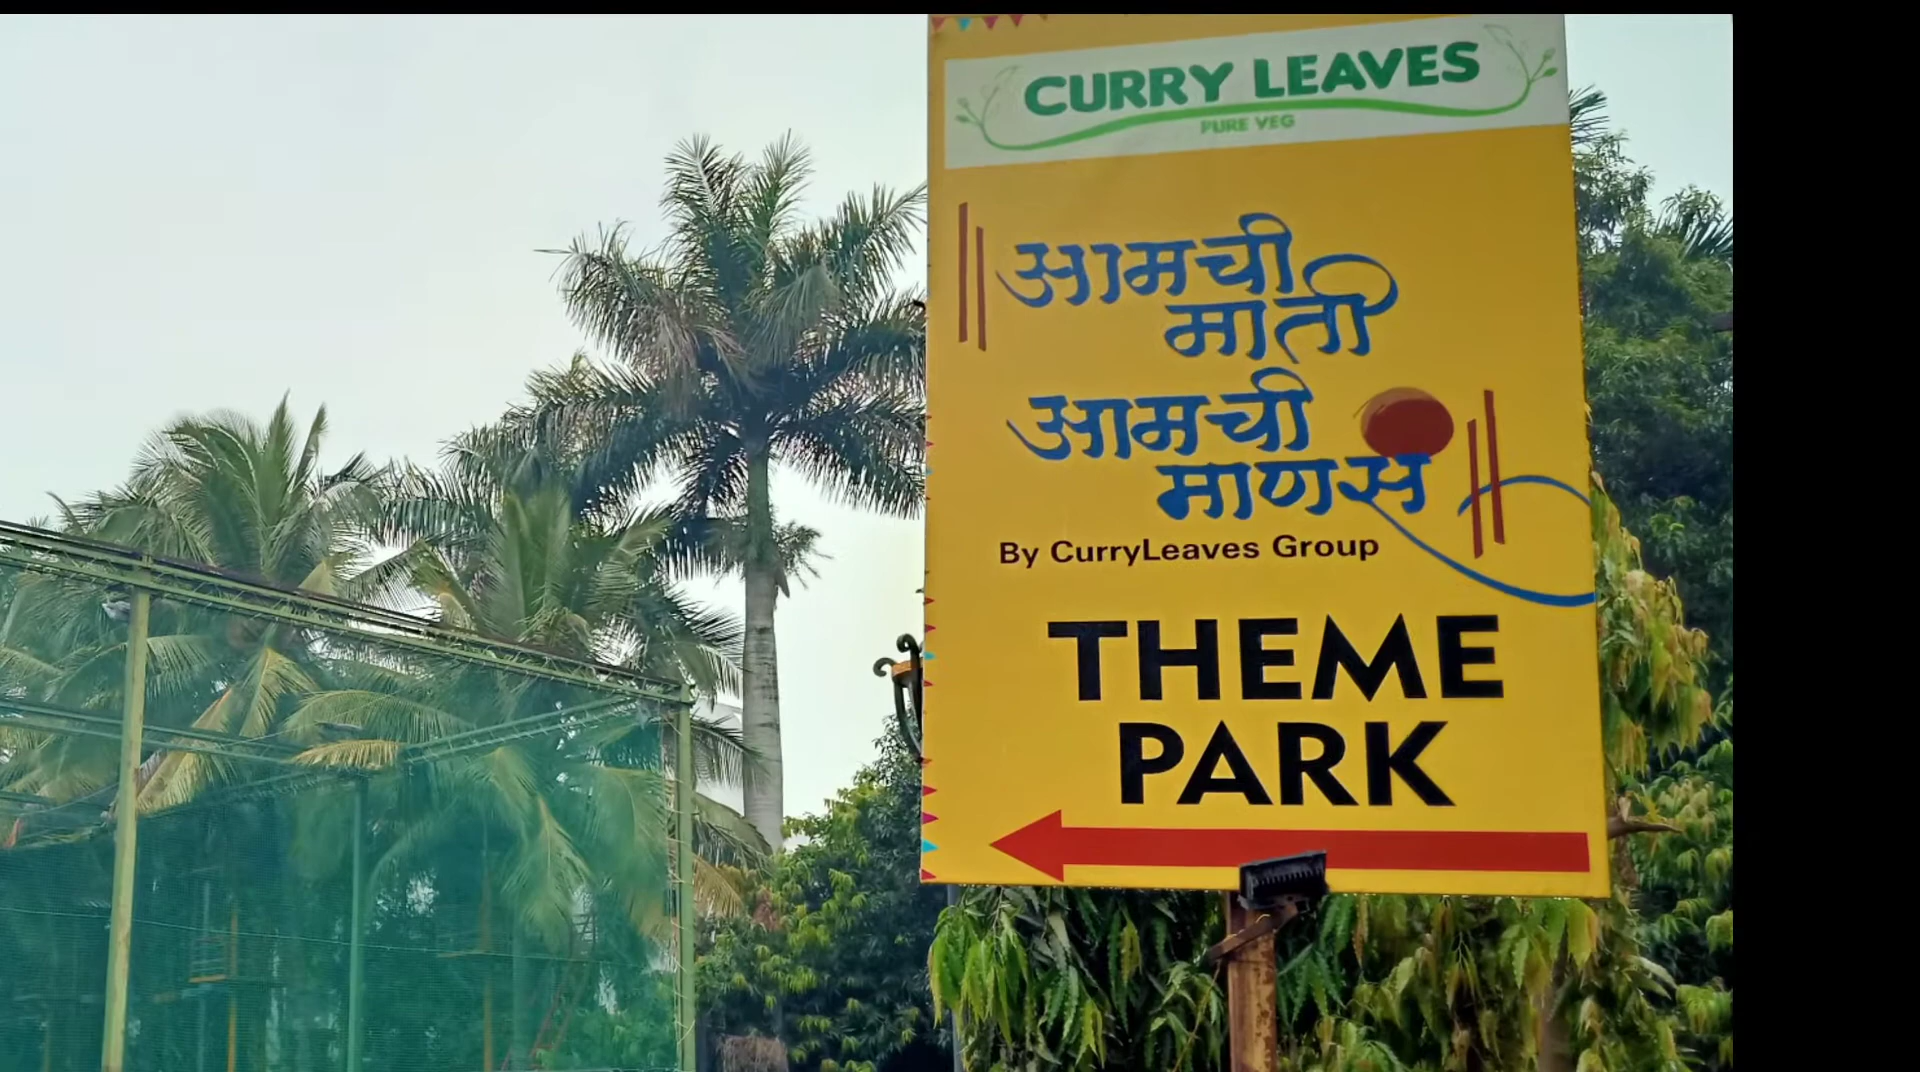 CURRY LEAVES
PURE VEG
आमची
माती
आमची
माणसं
By CurryLeaves Group
THEME
PARK